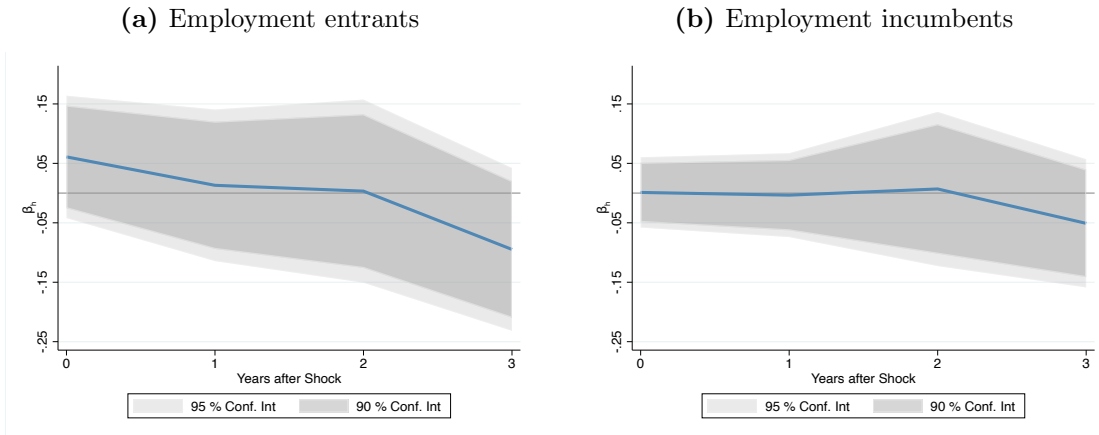 (a) Employment entrants
.15
.05
-.05
-.15
-.25
βh
0 1 2 3
Years after Shock
95 % Conf. Int 90 % Conf. Int
(b) Employment incumbents
.15
.05
-.05
-.15
-.25
βh
0 1 2 3
Years after Shock
95 % Conf. Int 90 % Conf. Int